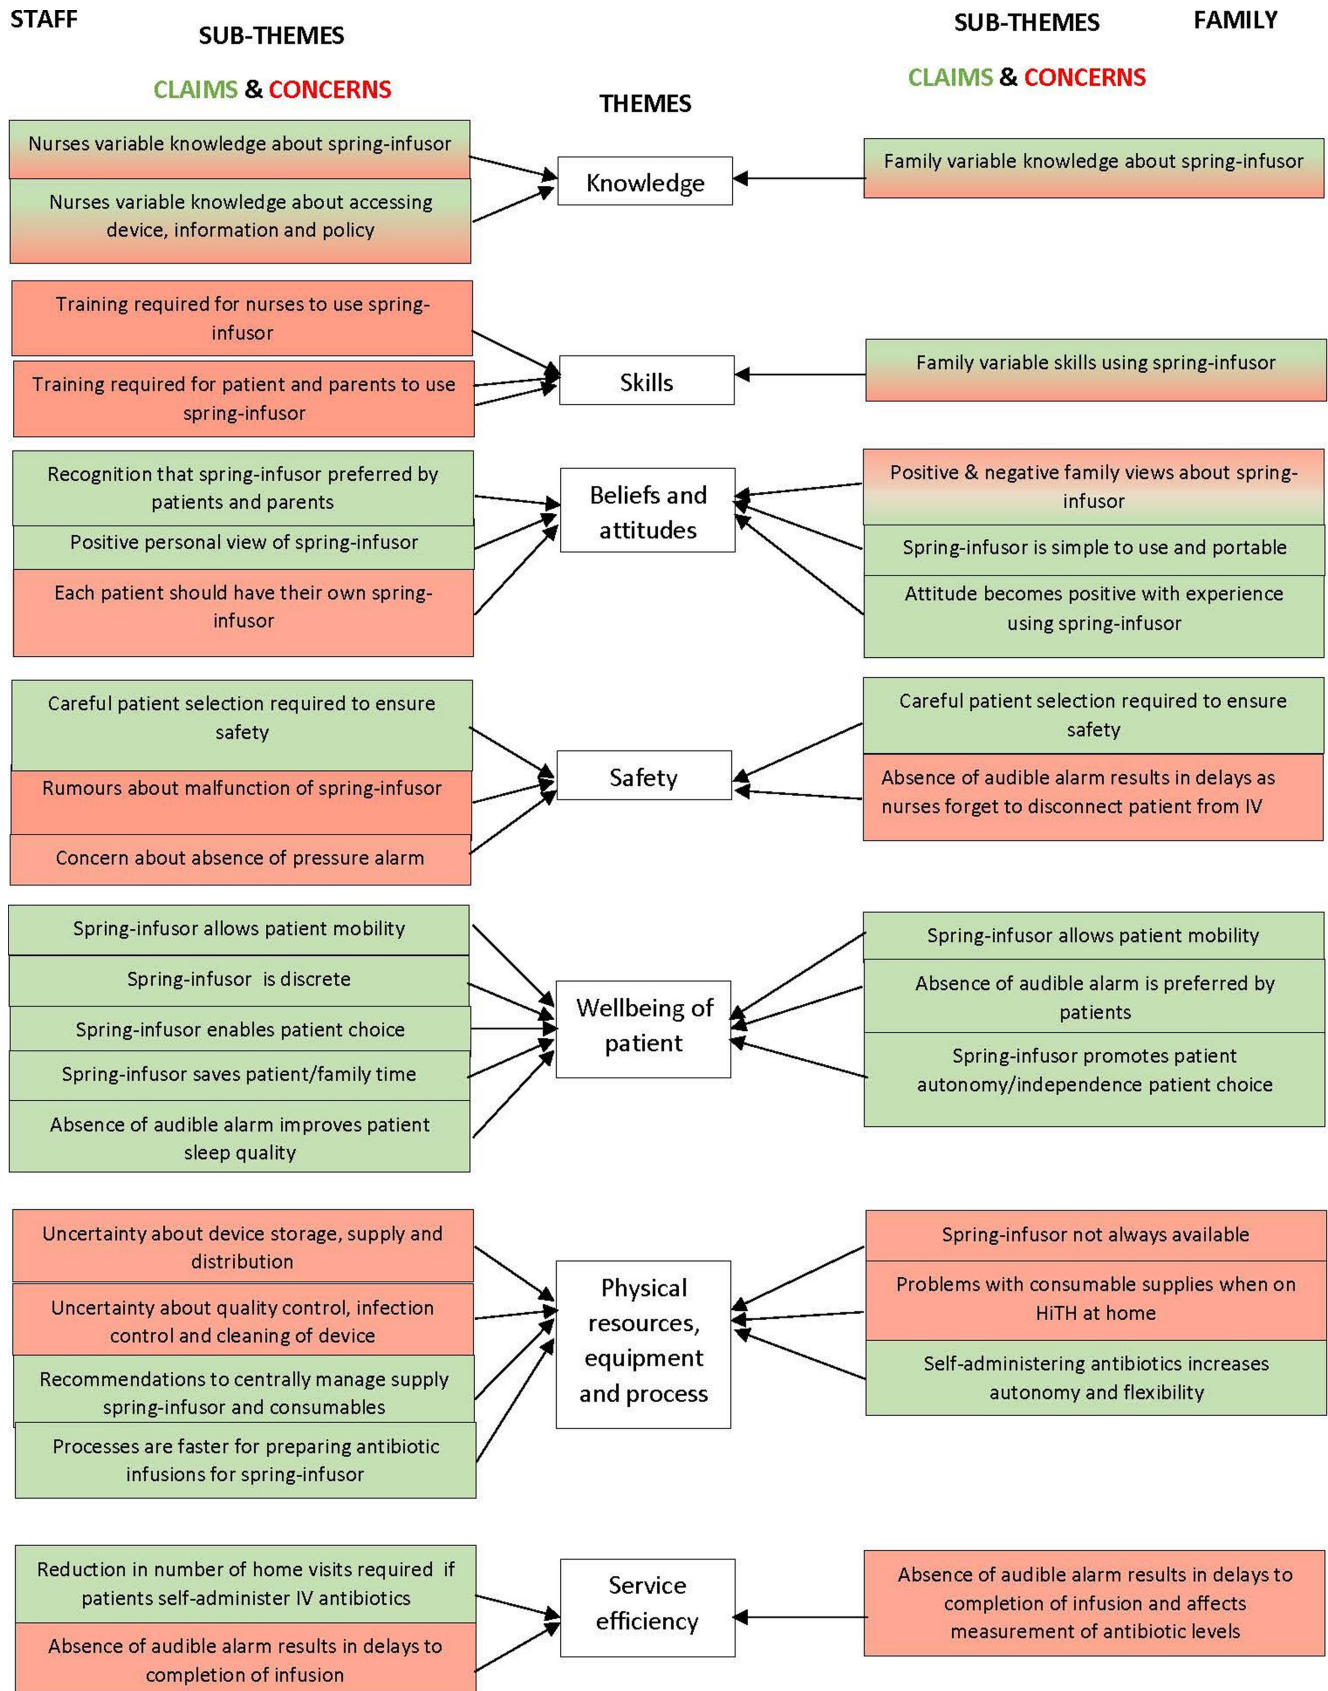 STAFF
SUB-THEMES
CLAIMS & CONCERNS
THEMES
SUB-THEMES
FAMILY
CLAIMS & CONCERNS
Nurses variable knowledge about spring-infusor
Nurses variable knowledge about accessing
device, information and policy
Knowledge
Family variable knowledge about spring-infusor
Training required for nurses to use spring-
infusor
Training required for patient and parents to use
spring-infusor
Skills
Family variable skills using spring-infusor
Recognition that spring-infusor preferred by
patients and parents
Positive personal view of spring-infusor
Each patient should have their own spring-
infusor
Beliefs and
attitudes
Positive & negative family views about spring-
infusor
Spring-infusor is simple to use and portable
Attitude becomes positive with experience
using spring-infusor
Careful patient selection required to ensure
safety
Rumours about malfunction of spring-infusor
Concern about absence of pressure alarm
Safety
Careful patient selection required to ensure
safety
Absence of audible alarm results in delays as
nurses forget to disconnect patient from IV
Spring-infusor allows patient mobility
Spring-infusor is discrete
Spring-infusor enables patient choice
Spring-infusor saves patient/family time
Absence of audible alarm improves patient
sleep quality
Wellbeing of
patient
Spring-infusor allows patient mobility
Absence of audible alarm is preferred by
patients
Spring-infusor promotes patient
autonomy/independence patient choice
Uncertainty about device storage, supply and
distribution
Uncertainty about quality control, infection
control and cleaning of device
Recommendations to centrally manage supply
spring-infusor and consumables
Processes are faster for preparing antibiotic
infusions for spring-infusor
Physical
resources,
equipment
and process
Spring-infusor not always available
Problems with consumable supplies when on
HiTH at home
Self-administering antibiotics increases
autonomy and flexibility
Reduction in number of home visits required if
patients self-administer IV antibiotics
Absence of audible alarm results in delays to
completion of infusion
Service
efficiency
Absence of audible alarm results in delays to
completion of infusion and affects
measurement of antibiotic levels